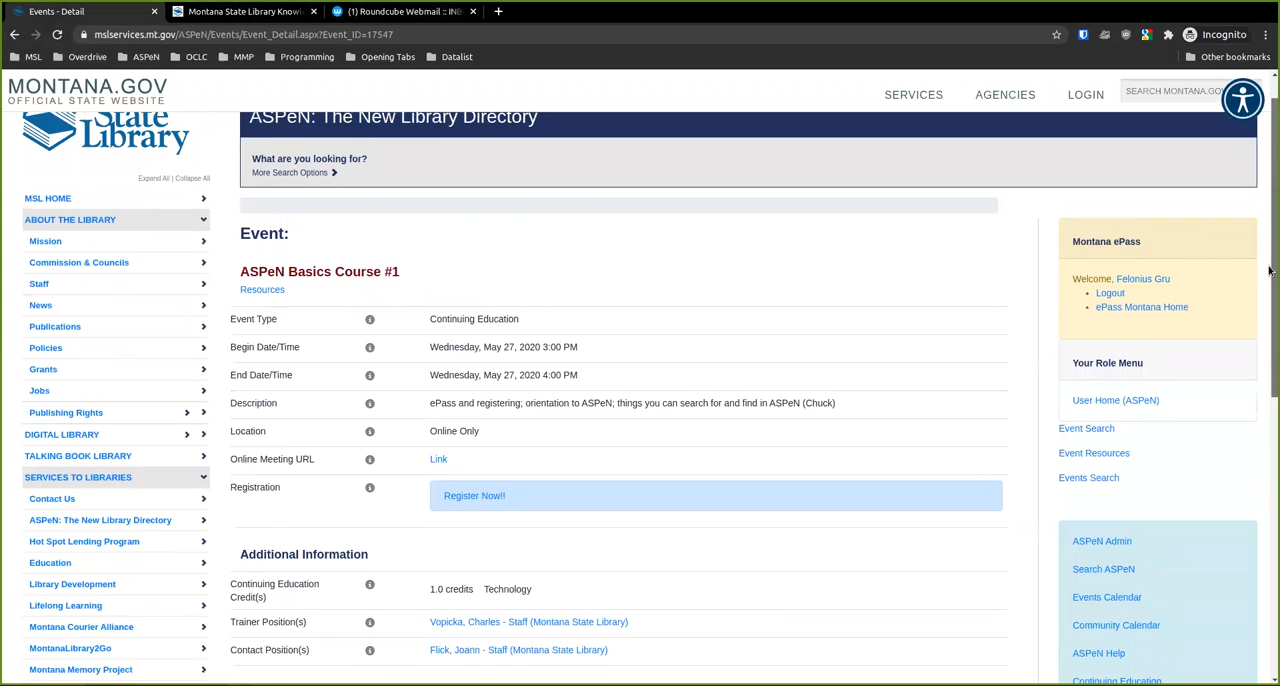 Events - Detail
Montana State Library Knowl
(1) Roundcube Webmail :: INB
mslservices.mt.gov/ASPeN/Events/Event_Detail.aspx?Event_ID=17547
Incognito
MSL Overdrive ASPeN OCLC MMP Programming Opening Tabs Datalist Other bookmarks
MONTANA.GOV
OFFICIAL STATE WEBSITE
SERVICES AGENCIES LOGIN SEARCH MONTANA.GOV
State
Library
Expand All | Collapse All
MSL HOME
ABOUT THE LIBRARY
Mission
Commission & Councils
Staff
News
Publications
Policies
Grants
Jobs
Publishing Rights
DIGITAL LIBRARY
TALKING BOOK LIBRARY
SERVICES TO LIBRARIES
Contact Us
ASPeN: The New Library Directory
Hot Spot Lending Program
Education
Library Development
Lifelong Learning
Montana Courier Alliance
MontanaLibrary2Go
Montana Memory Project
ASPeN: The New Library Directory
What are you looking for?
More Search Options
Event:
ASPeN Basics Course #1
Resources
Event Type Continuing Education
Begin Date/Time Wednesday, May 27, 2020 3:00 PM
End Date/Time Wednesday, May 27, 2020 4:00 PM
Description ePass and registering; orientation to ASPeN; things you can search for and find in ASPeN (Chuck)
Location Online Only
Online Meeting URL Link
Registration Register Now!!
Additional Information
Continuing Education
Credit(s)
1.0 credits Technology
Trainer Position(s) Vopicka, Charles - Staff (Montana State Library)
Contact Position(s) Flick, Joann - Staff (Montana State Library)
Montana ePass
Welcome, Felonius Gru
Logout
ePass Montana Home
Your Role Menu
User Home (ASPeN)
Event Search
Event Resources
Events Search
ASPeN Admin
Search ASPeN
Events Calendar
Community Calendar
ASPeN Help
Continuing Education